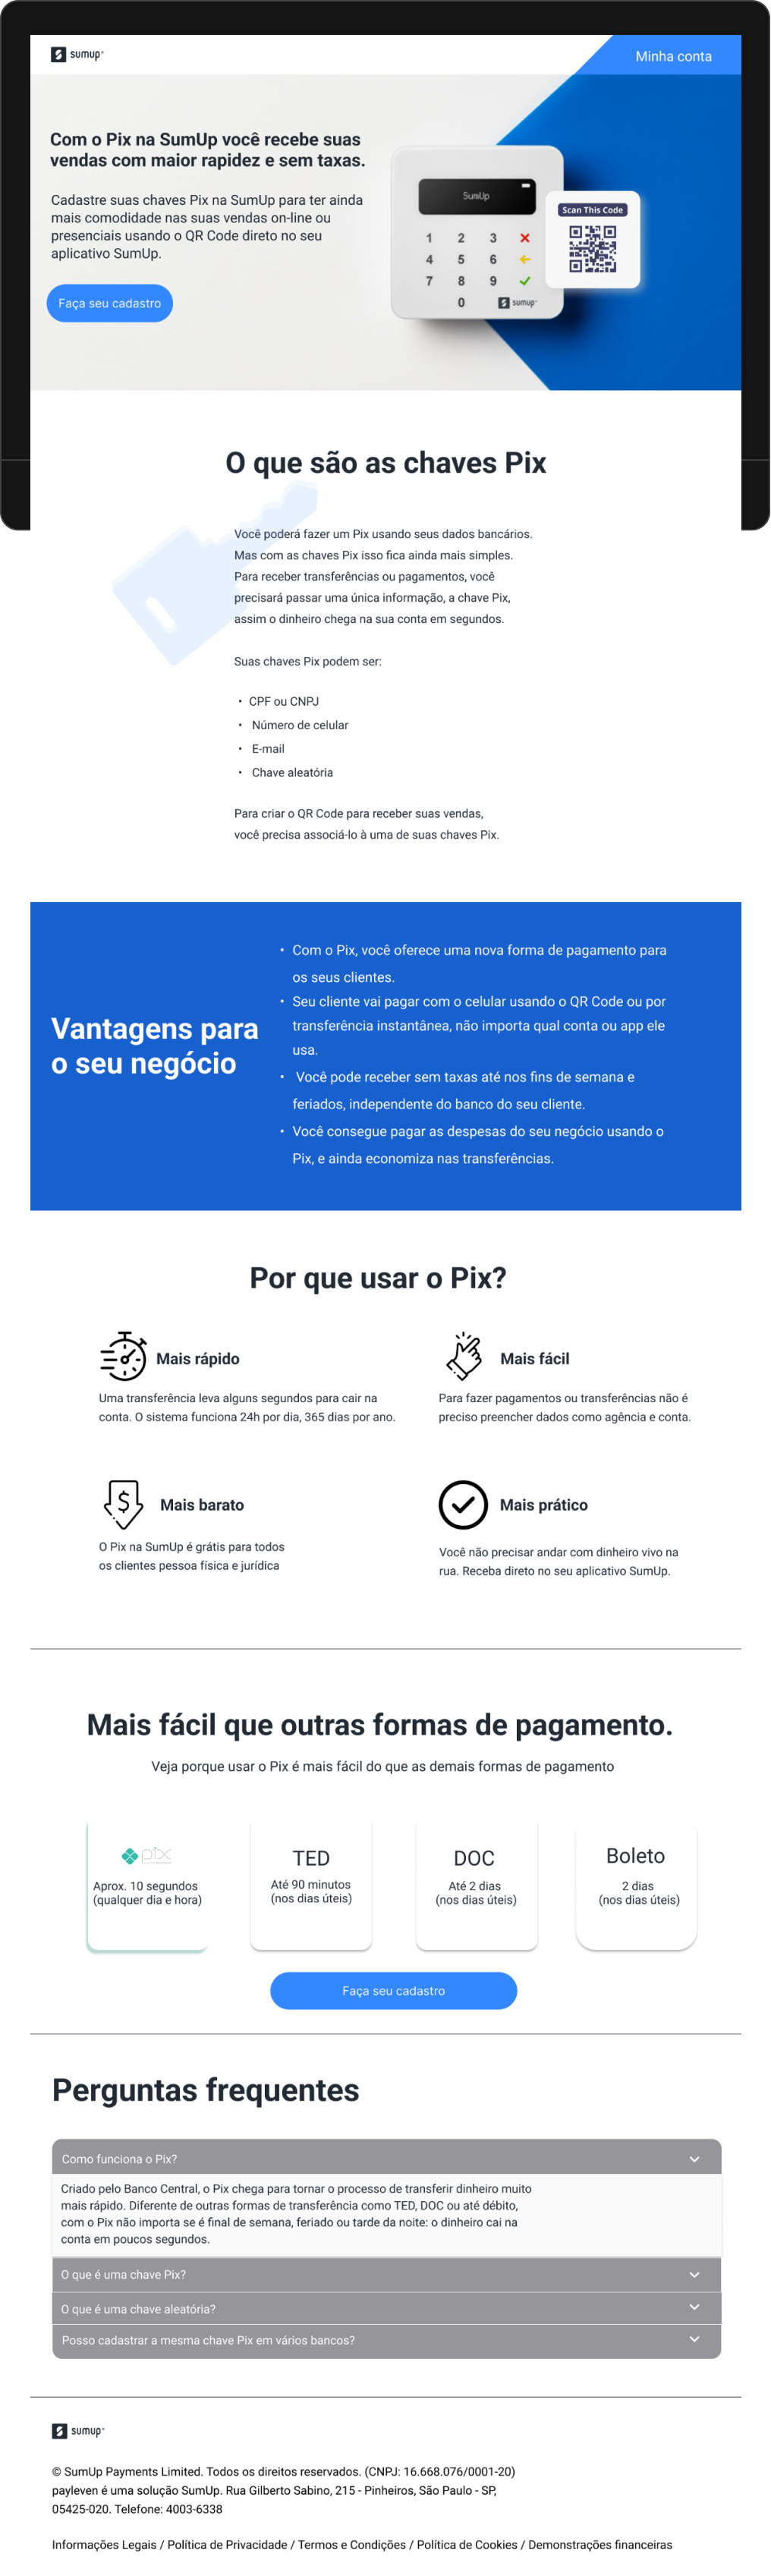 sumup
Minha conta
Com o Pix na SumUp você recebe suas
vendas com maior rapidez e sem taxas.
Cadastre suas chaves Pix na SumUp para ter ainda
mais comodidade nas suas vendas on-line ou
presenciais usando o QR Code direto no seu
aplicativo SumUp.
Faça seu cadastro
SumUp
Scan This Code
1 2 3
4 5 6
7 8 9
0 sumup
O que são as chaves Pix
Você poderá fazer um Pix usando seus dados bancários.
Mas com as chaves Pix isso fica ainda mais simples.
Para receber transferências ou pagamentos, você
precisará passar uma única informação, a chave Pix,
assim o dinheiro chega na sua conta em segundos.
Suas chaves Pix podem ser:
• CPF ou CNPJ
• Número de celular
• E-mail
• Chave aleatória
Para criar o QR Code para receber suas vendas,
você precisa associá-lo à uma de suas chaves Pix.
Vantagens para
o seu negócio
• Com o Pix, você oferece uma nova forma de pagamento para
os seus clientes.
• Seu cliente vai pagar com o celular usando o QR Code ou por
transferência instantânea, não importa qual conta ou app ele
usa.
• Você pode receber sem taxas até nos fins de semana e
feriados, independente do banco do seu cliente.
• Você consegue pagar as despesas do seu negócio usando o
Pix, e ainda economiza nas transferências.
Por que usar o Pix?
Mais rápido
Uma transferência leva alguns segundos para cair na
conta. O sistema funciona 24h por dia, 365 dias por ano.
Mais fácil
Para fazer pagamentos ou transferências não é
preciso preencher dados como agência e conta.
$
Mais barato
O Pix na SumUp é grátis para todos
os clientes pessoa física e jurídica
Mais prático
Você não precisar andar com dinheiro vivo na
rua. Receba direto no seu aplicativo SumUp.
Mais fácil que outras formas de pagamento.
Veja porque usar o Pix é mais fácil do que as demais formas de pagamento
pix
Aprox. 10 segundos
(qualquer dia e hora)
TED
Até 90 minutos
(nos dias úteis)
DOC
Até 2 dias
(nos dias úteis)
Boleto
2 dias
(nos dias úteis)
Faça seu cadastro
Perguntas frequentes
Como funciona o Pix?
Criado pelo Banco Central, o Pix chega para tornar o processo de transferir dinheiro muito
mais rápido. Diferente de outras formas de transferência como TED, DOC ou até débito,
com o Pix não importa se é final de semana, feriado ou tarde da noite: o dinheiro cai na
conta em poucos segundos.
O que é uma chave Pix?
O que é uma chave aleatória?
Posso cadastrar a mesma chave Pix em vários bancos?
sumup
© SumUp Payments Limited. Todos os direitos reservados. (CNPJ: 16.668.076/0001-20)
payleven é uma solução SumUp. Rua Gilberto Sabino, 215 - Pinheiros, São Paulo - SP,
05425-020. Telefone: 4003-6338
Informações Legais / Política de Privacidade / Termos e Condições / Política de Cookies / Demonstrações financeiras